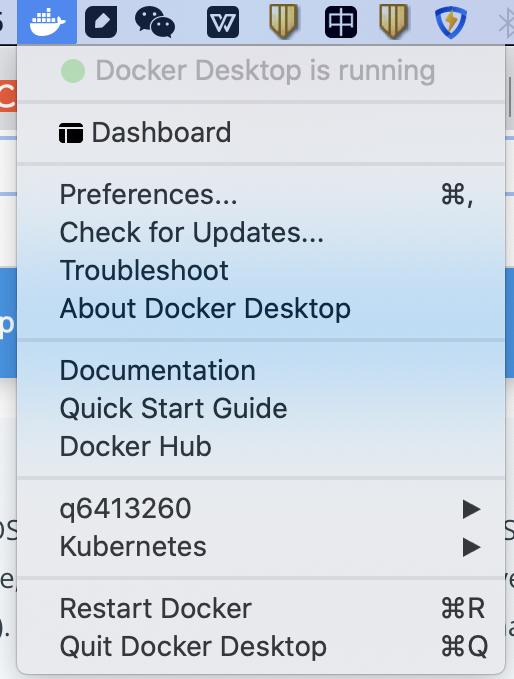 中
Docker Desktop is running
Dashboard
Preferences... ⌘,
Check for Updates...
Troubleshoot
About Docker Desktop
Documentation
Quick Start Guide
Docker Hub
q6413260 ▶
Kubernetes ▶
Restart Docker ⌘R
Quit Docker Desktop ⌘Q